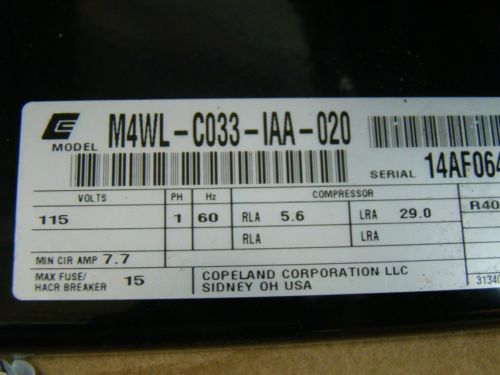 MODEL M4WL-C033-IAA-020
SERIAL 14AF064
VOLTS PH Hz COMPRESSOR
115 1 60 RLA 5.6 LRA 29.0 R40
RLA LRA
MIN CIR AMP 7.7
MAX FUSE/
HACR BREAKER 15
COPELAND CORPORATION LLC
SIDNEY OH USA
31340